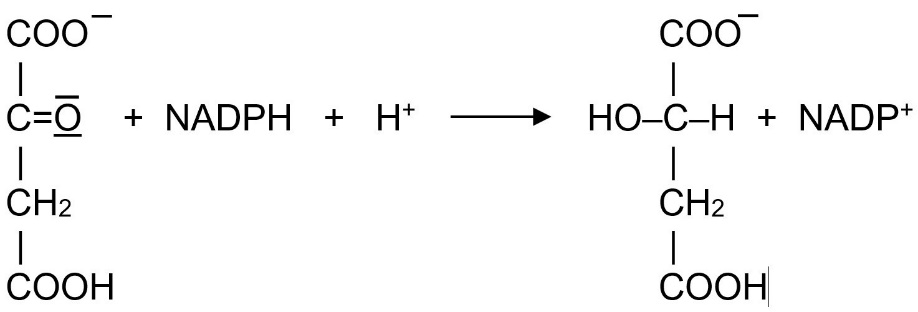 COO⁻ COO⁻
C=O + NADPH + H⁺ ⟶ HO–C–H + NADP⁺
CH₂ CH₂
COOH COOH